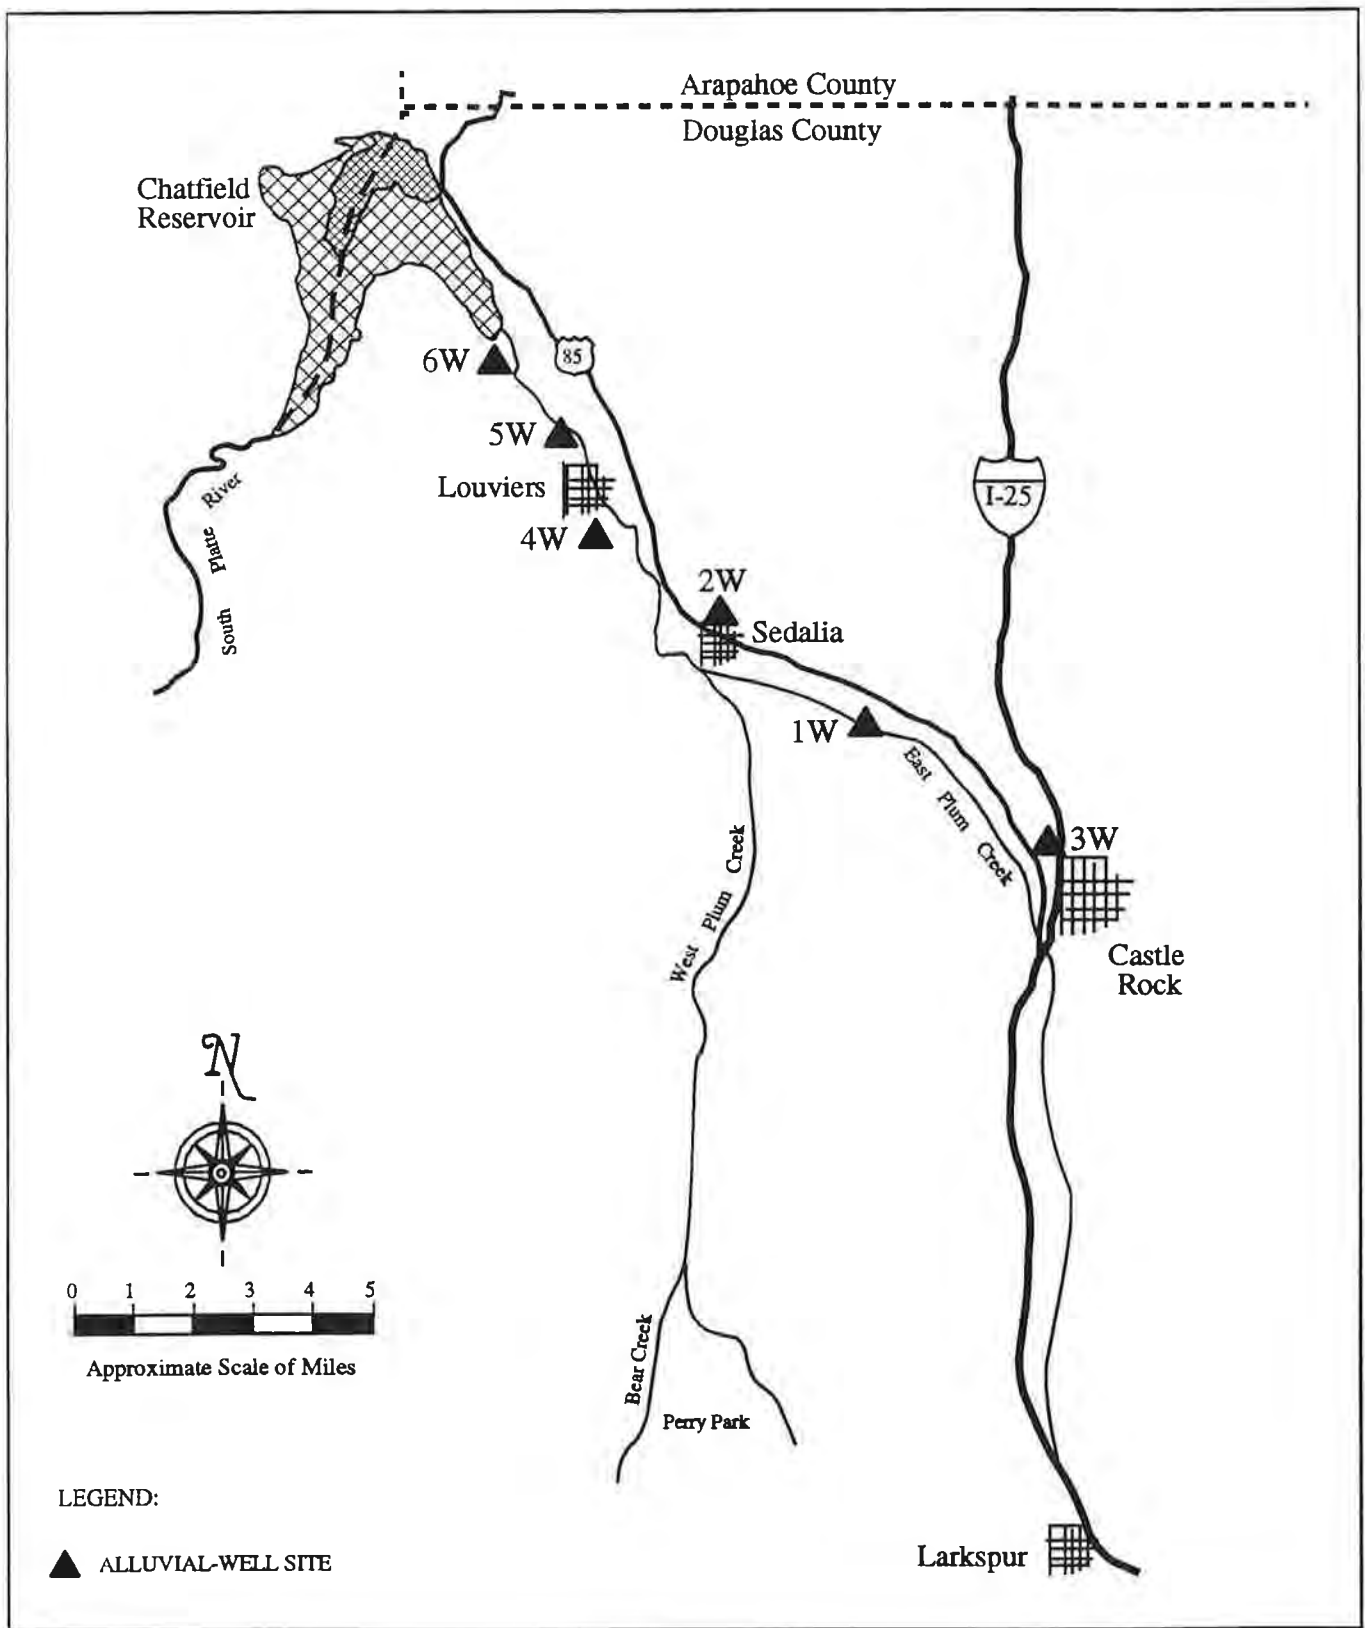 Arapahoe County
Douglas County
Chatfield
Reservoir
85
6W
5W
Louviers
I-25
4W
South Platte River
2W
Sedalia
1W
East Plum Creek
3W
West Plum Creek
Castle
Rock
N
0 1 2 3 4 5
Approximate Scale of Miles
Bear Creek
Perry Park
LEGEND:
ALLUVIAL-WELL SITE
Larkspur